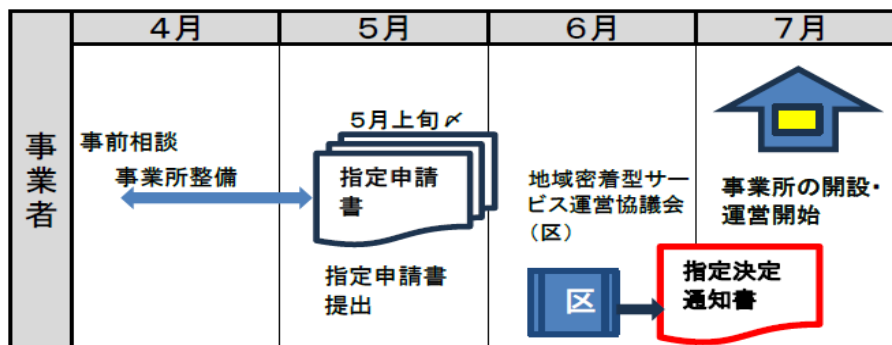 4月
5月
6月
7月
事業者
事前相談
事業所整備
5月上旬〆
指定申請
書
指定申請書
提出
地域密着型サー
ビス運営協議会
（区）
区
事業所の開設・
運営開始
指定決定
通知書